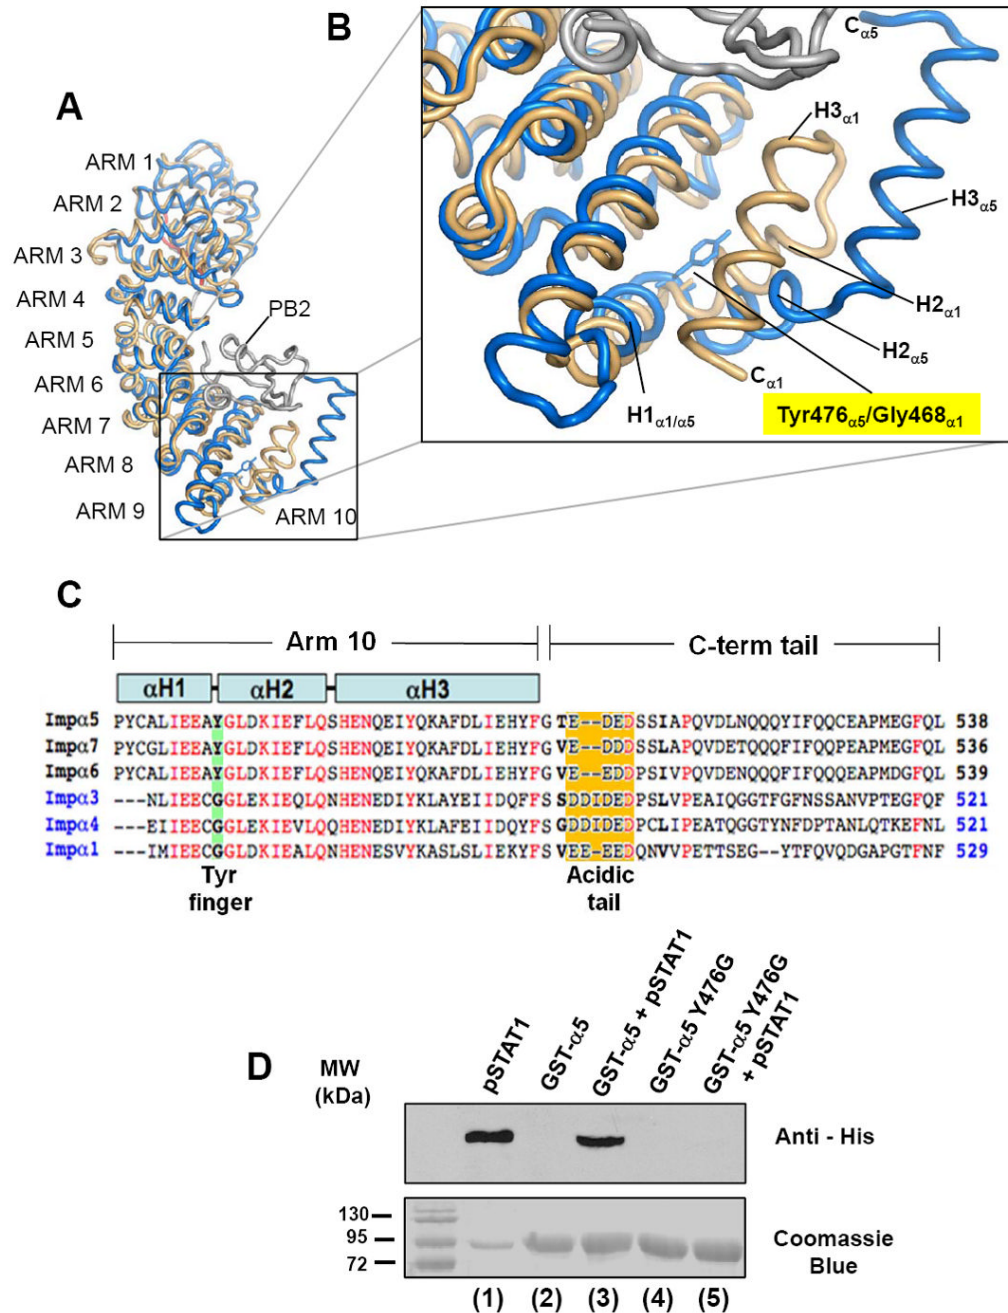 A
ARM 1
ARM 2
ARM 3
ARM 4
ARM 5
ARM 6
ARM 7
ARM 8
ARM 9
ARM 10
PB2
B
Cα5
H3α1
H3α5
H2α1
H2α5
Cα1
H1α1/α5
Tyr476α5/Gly468α1
C
Arm 10 C-term tail
αH1 αH2 αH3
Impα5 PYCALIEEAYGLDKIEFLQSHENQEIYQKAFDLIEHYFGTE--DEDSSIAPQVDLNQQQYIFQQCEAPMEGFQL 538
Impα7 PYCGLIEEAYGLDKIEFLQSHENQEIYQKAFDLIEHYFGVE--DDDSSLAPQVDETQQQFIFQQPEAPMEGFQL 536
Impα6 PYCALIEEAYGLDKIEFLQSHENQEIYQKAFDLIEHYFGVE--EDDPSIVPQVDENQQQFIFQQQEAPMDGFQL 539
Impα3 ---NLIEECGGLEKIEQLQNHENEDIYKLAYEIIDQFFSSDDIDEDPSLVPEAIQGGTFGFNSSANVPTEGFQF 521
Impα4 ---EIIEECGGLEKIEVLQQHENEDIYKLAFEIIDQYFSGDDIDEDPCLIPEATQGGTYNFDPTANLQTKEFNL 521
Impα1 ---IMIEECGGLDKIEALQNHENESVYKASLSLIEKYFSVEE-EEDQNVVPETTSEG--YTFQVQDGAPGTFNF 529
Tyr finger
Acidic tail
D
MW (kDa)
pSTAT1
GST-α5
GST-α5 + pSTAT1
GST-α5 Y476G
GST-α5 Y476G + pSTAT1
Anti - His
130
95
72
Coomassie Blue
(1) (2) (3) (4) (5)